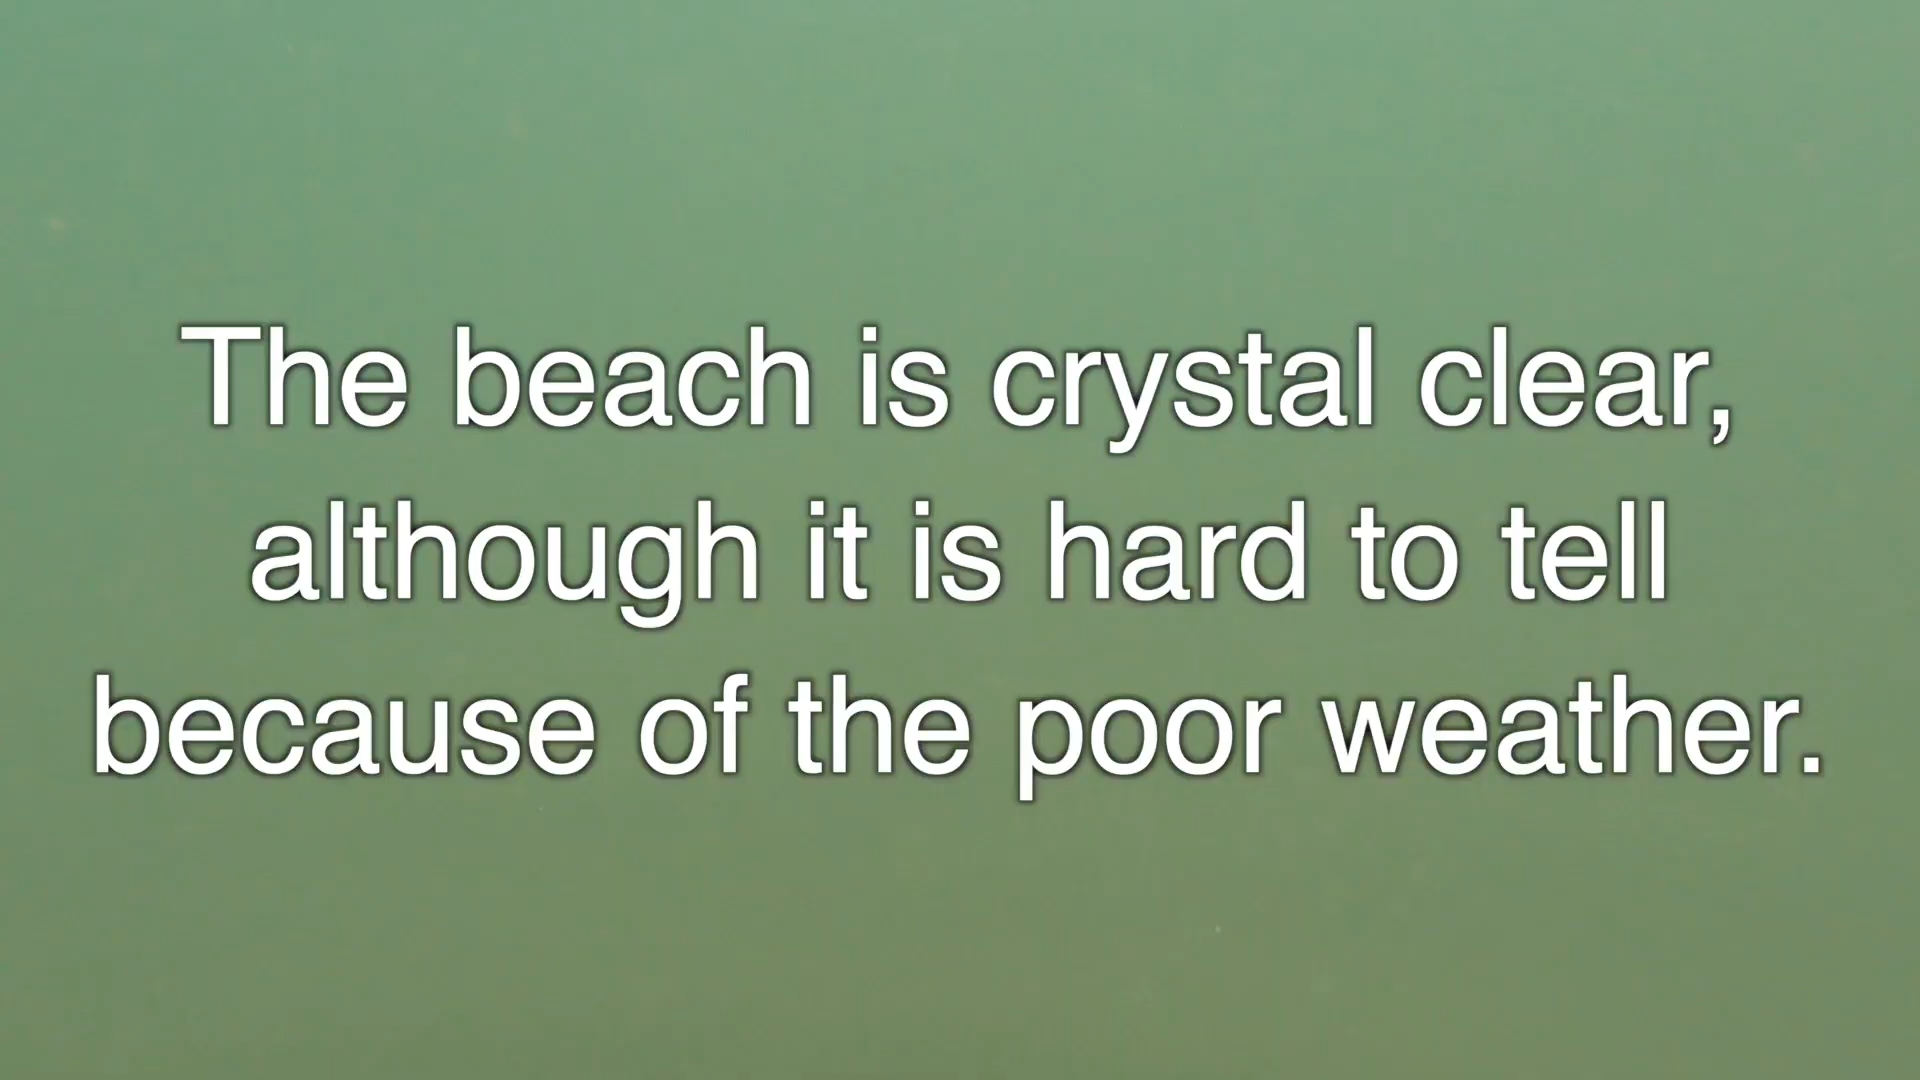 The beach is crystal clear,
although it is hard to tell
because of the poor weather.